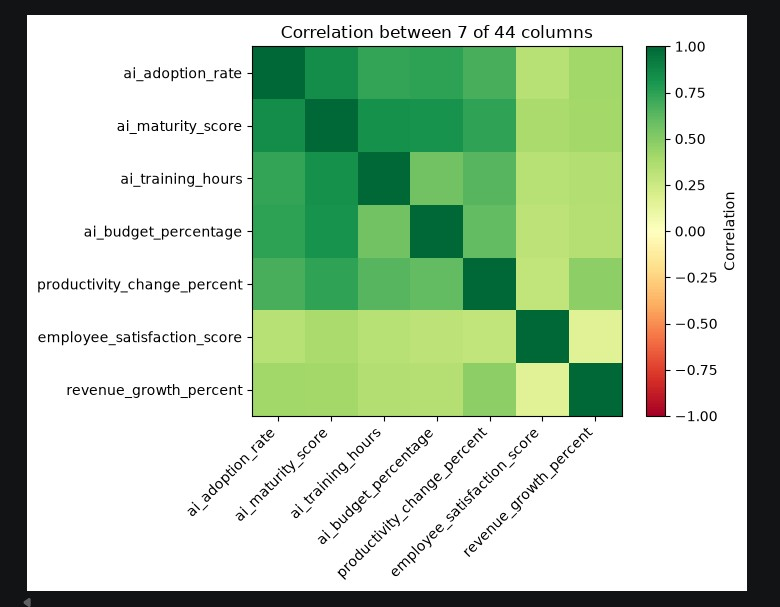 Correlation between 7 of 44 columns
ai_adoption_rate
ai_maturity_score
ai_training_hours
ai_budget_percentage
productivity_change_percent
employee_satisfaction_score
revenue_growth_percent
ai_adoption_rate
ai_maturity_score
ai_training_hours
ai_budget_percentage
productivity_change_percent
employee_satisfaction_score
revenue_growth_percent
1.00
0.75
0.50
0.25
0.00
−0.25
−0.50
−0.75
−1.00
Correlation